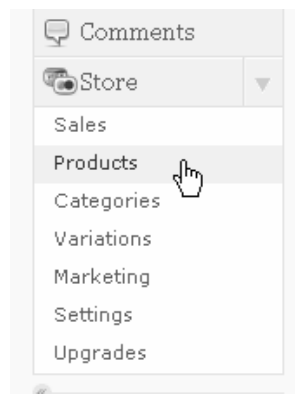 Comments
Store
Sales
Products
Categories
Variations
Marketing
Settings
Upgrades